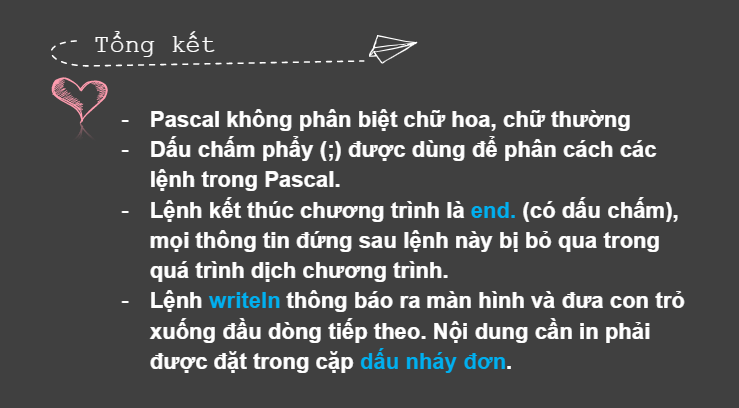 Tổng kết
- Pascal không phân biệt chữ hoa, chữ thường
- Dấu chấm phẩy (;) được dùng để phân cách các
lệnh trong Pascal.
- Lệnh kết thúc chương trình là end. (có dấu chấm),
mọi thông tin đứng sau lệnh này bị bỏ qua trong
quá trình dịch chương trình.
- Lệnh writeln thông báo ra màn hình và đưa con trỏ
xuống đầu dòng tiếp theo. Nội dung cần in phải
được đặt trong cặp dấu nháy đơn.